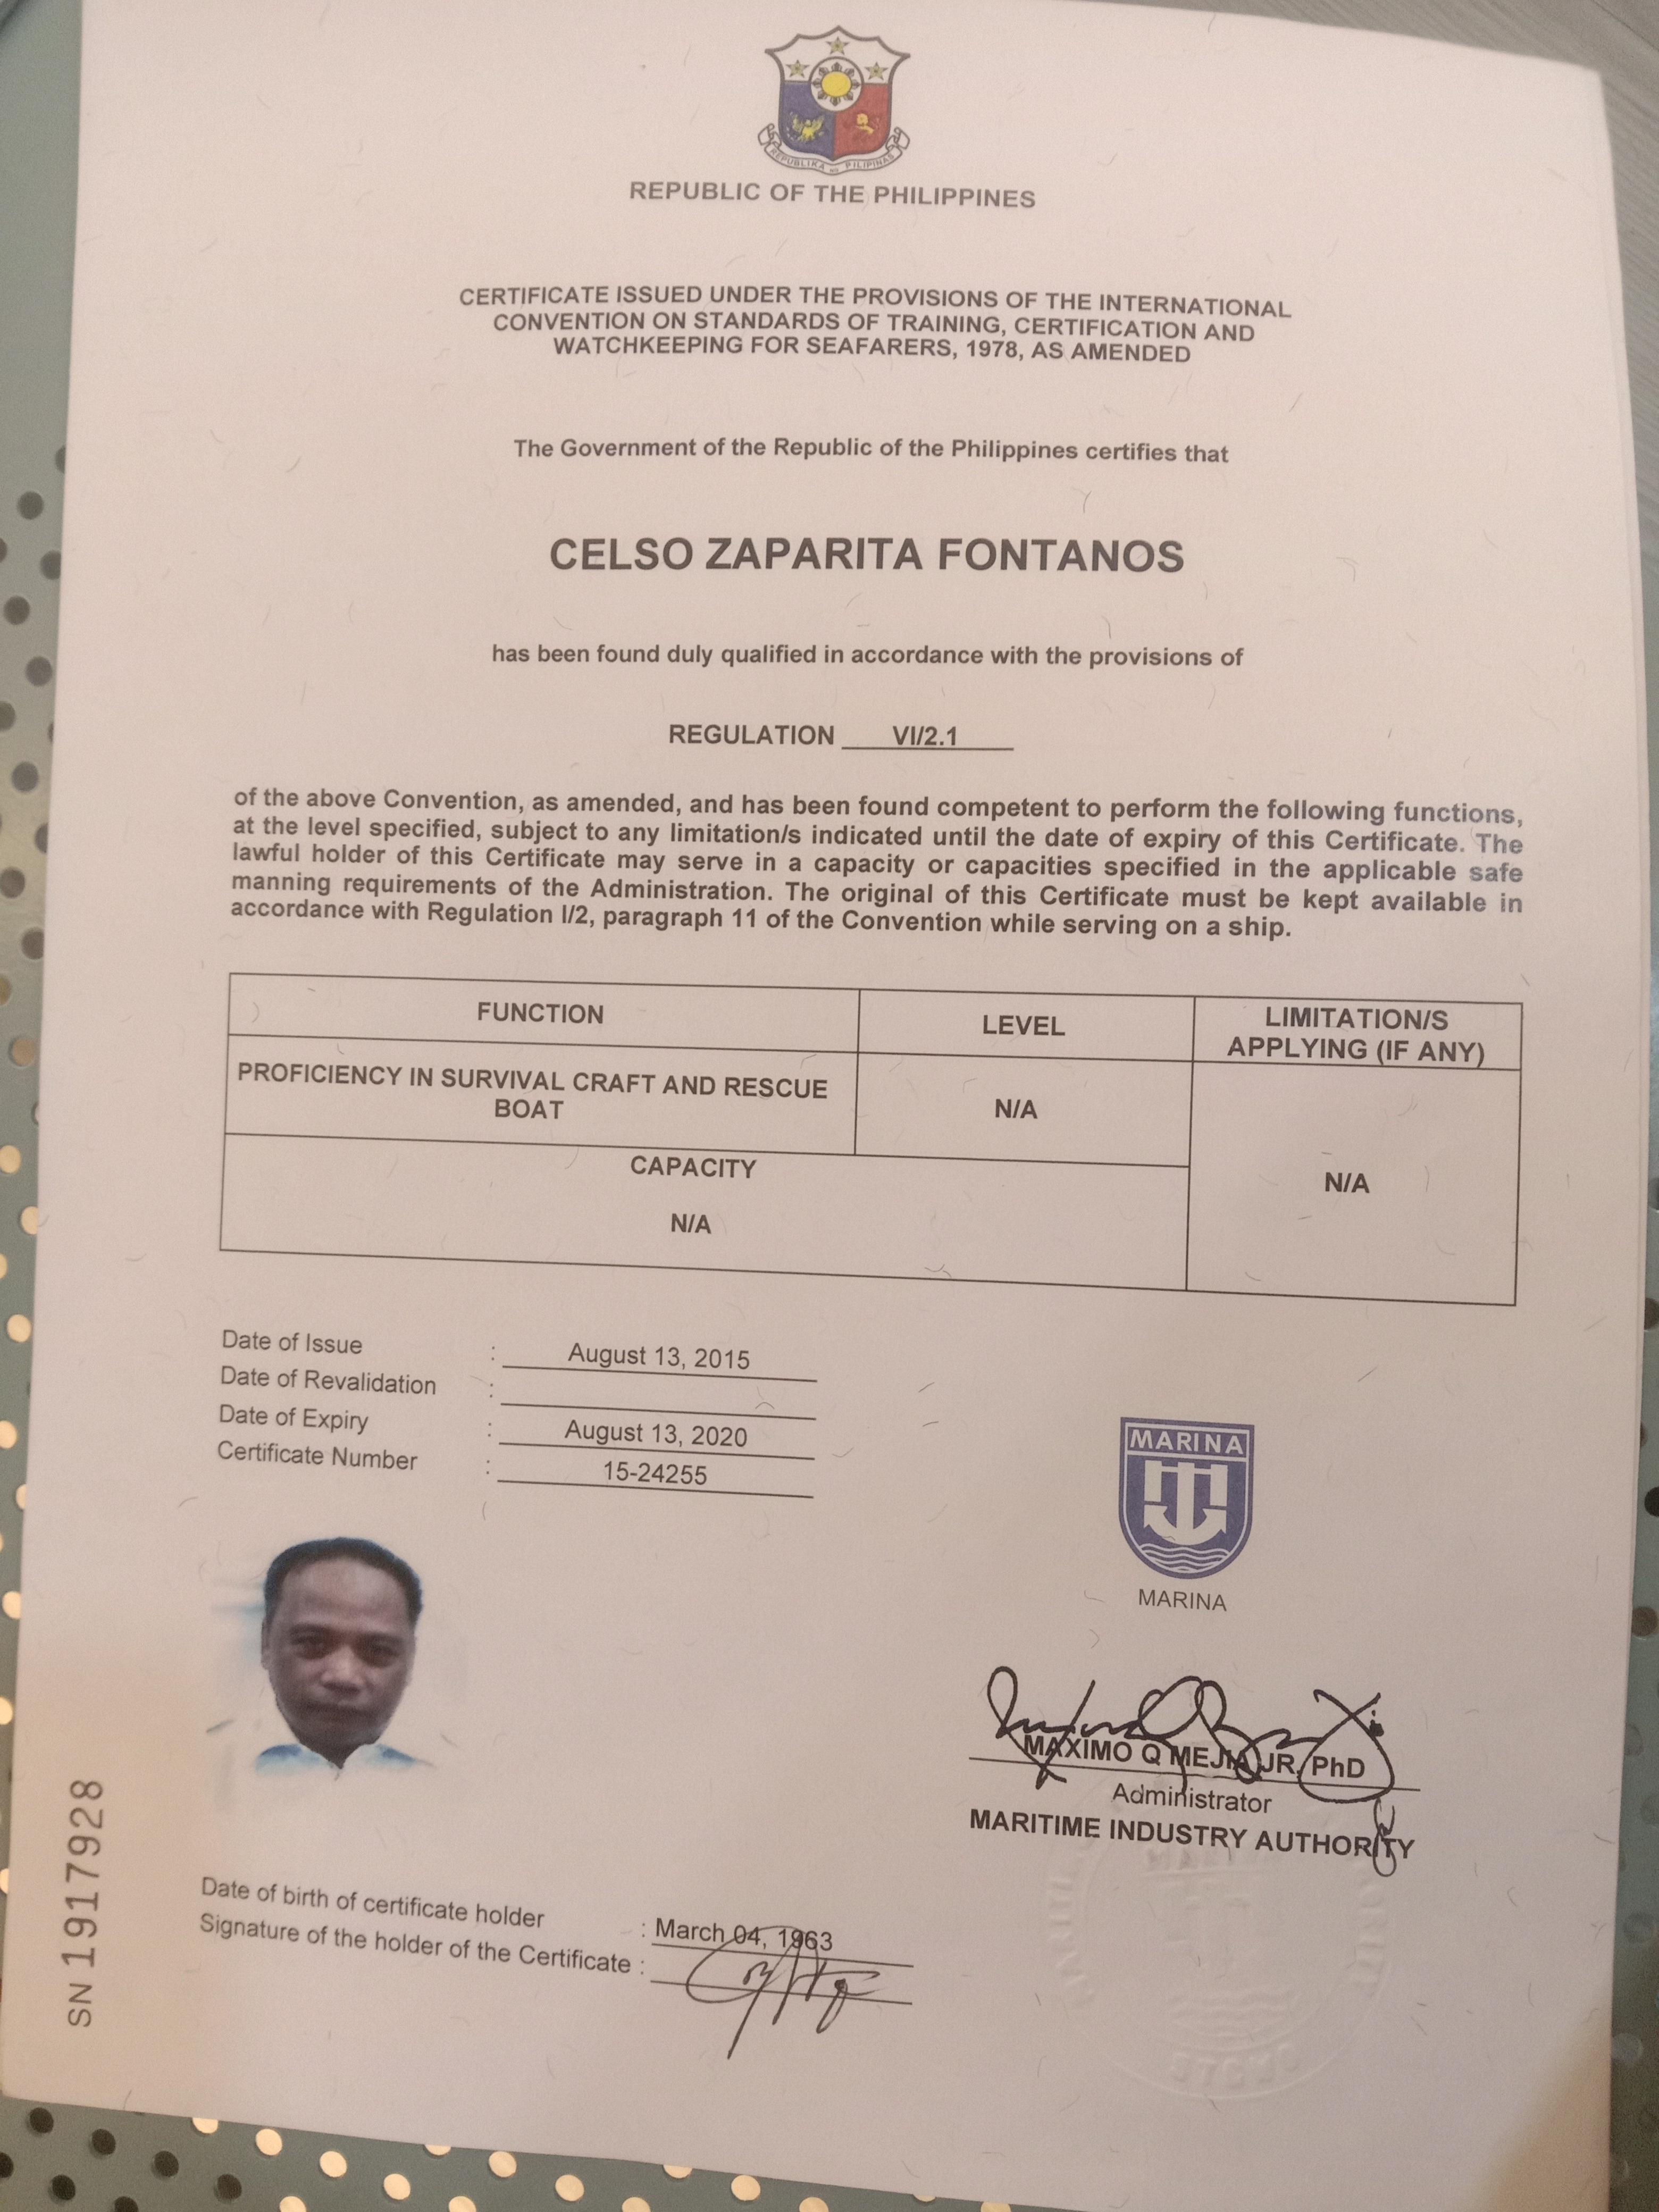 REPUBLIKA NG PILIPINAS
REPUBLIC OF THE PHILIPPINES
CERTIFICATE ISSUED UNDER THE PROVISIONS OF THE INTERNATIONAL
CONVENTION ON STANDARDS OF TRAINING, CERTIFICATION AND
WATCHKEEPING FOR SEAFARERS, 1978, AS AMENDED
The Government of the Republic of the Philippines certifies that
CELSO ZAPARITA FONTANOS
has been found duly qualified in accordance with the provisions of
REGULATION VI/2.1
of the above Convention, as amended, and has been found competent to perform the following functions,
at the level specified, subject to any limitation/s indicated until the date of expiry of this Certificate. The
lawful holder of this Certificate may serve in a capacity or capacities specified in the applicable safe
manning requirements of the Administration. The original of this Certificate must be kept available in
accordance with Regulation I/2, paragraph 11 of the Convention while serving on a ship.
FUNCTION LEVEL LIMITATION/S
APPLYING (IF ANY)
PROFICIENCY IN SURVIVAL CRAFT AND RESCUE
BOAT
N/A
CAPACITY
N/A
N/A
Date of Issue : August 13, 2015
Date of Revalidation :
Date of Expiry : August 13, 2020
Certificate Number : 15-24255
MARINA
MARINA
MAXIMO Q MEJIA JR, PhD
Administrator
MARITIME INDUSTRY AUTHORITY
Date of birth of certificate holder : March 04, 1963
Signature of the holder of the Certificate :
SN 1917928